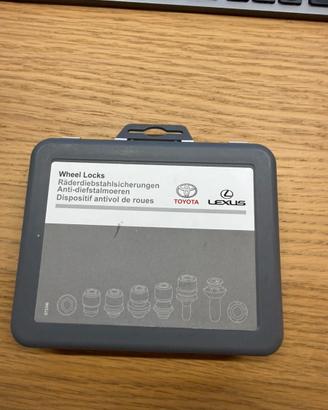 Wheel Locks
Räderdiebstahlsicherungen
Anti-diefstalmoeren
Dispositif antivol de roues
TOYOTA
LEXUS